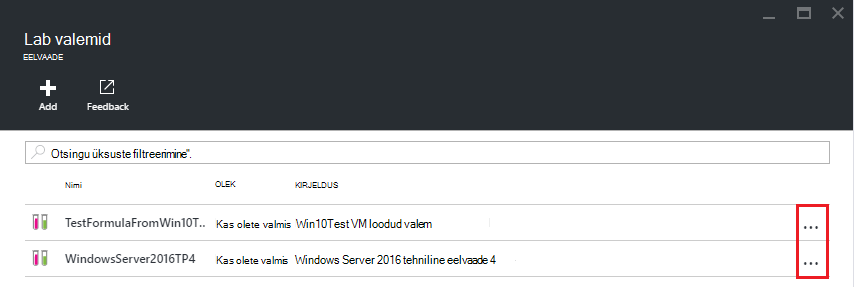 Lab valemid
EELVAADE
Add Feedback
Otsingu üksuste filtreerimine".
Nimi OLEK KIRJELDUS
TestFormulaFromWin10T.. Kas olete valmis Win10Test VM loodud valem ...
WindowsServer2016TP4 Kas olete valmis Windows Server 2016 tehniline eelvaade 4 ...